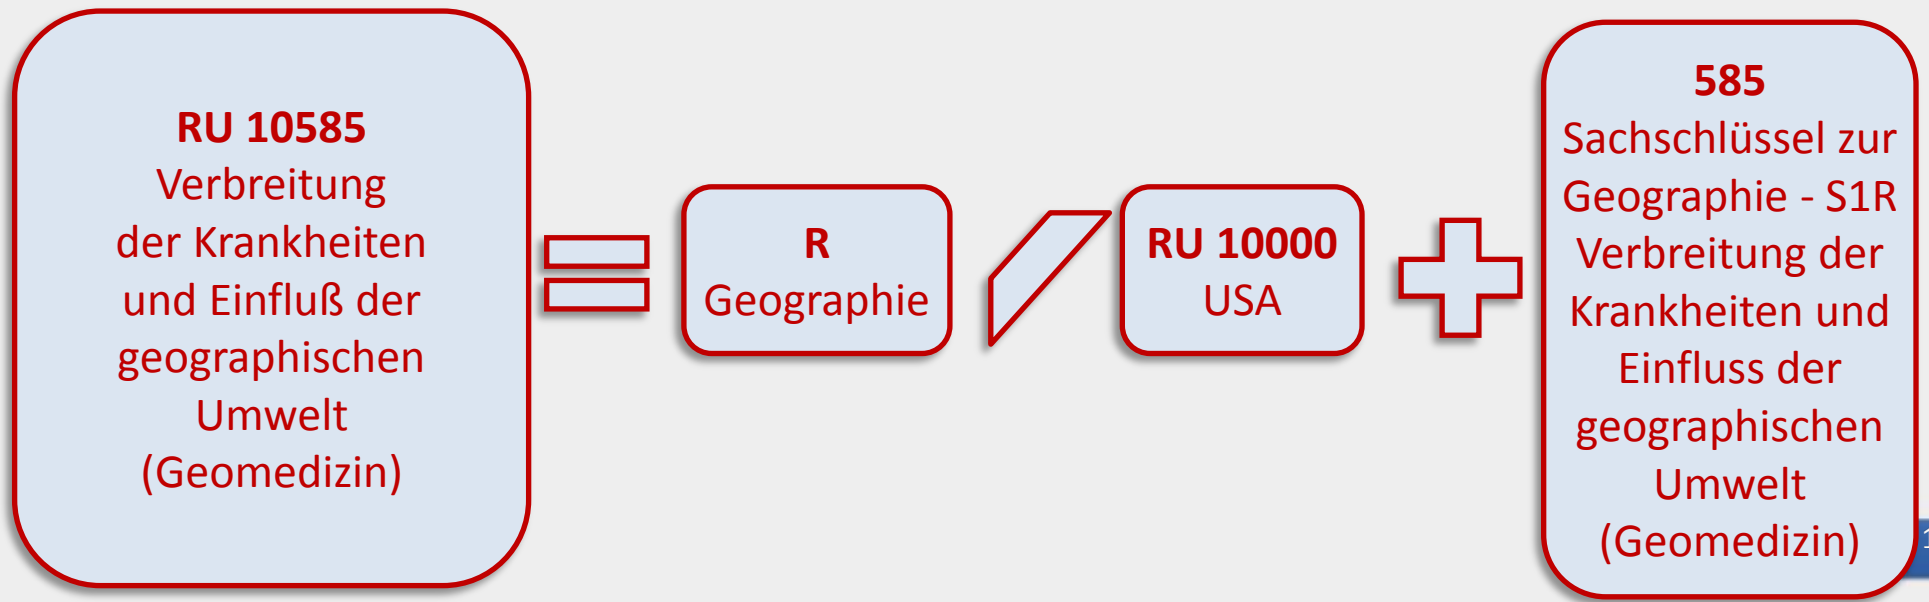 RU 10585
Verbreitung
der Krankheiten
und Einfluß der
geographischen
Umwelt
(Geomedizin)
R
Geographie
RU 10000
USA
585
Sachschlüssel zur
Geographie - S1R
Verbreitung der
Krankheiten und
Einfluss der
geographischen
Umwelt
(Geomedizin)